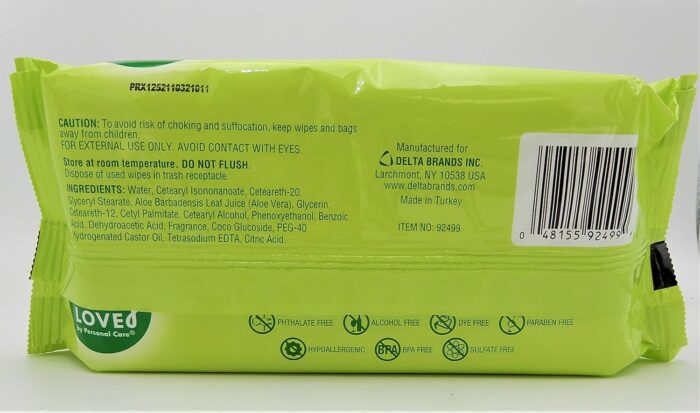 PRX1252110321011
CAUTION: To avoid risk of choking and suffocation, keep wipes and bags
away from children.
FOR EXTERNAL USE ONLY. AVOID CONTACT WITH EYES.
Store at room temperature. DO NOT FLUSH.
Dispose of used wipes in trash receptacle.
INGREDIENTS: Water, Cetearyl Isononanoate, Ceteareth-20,
Glyceryl Stearate, Aloe Barbadensis Leaf Juice (Aloe Vera), Glycerin,
Ceteareth-12, Cetyl Palmitate, Cetearyl Alcohol, Phenoxyethanol, Benzoic
Acid, Dehydroacetic Acid, Fragrance, Coco Glucoside, PEG-40
Hydrogenated Castor Oil, Tetrasodium EDTA, Citric Acid.
Manufactured for
DELTA BRANDS INC.
Larchmont, NY 10538 USA
www.deltabrands.com
Made in Turkey
ITEM NO: 92499
0 48155 92499
LOVE
by Personal Care®
PHTHALATE FREE
ALCOHOL FREE
DYE FREE
PARABEN FREE
HYPOALLERGENIC
BPA BPA FREE
SULFATE FREE